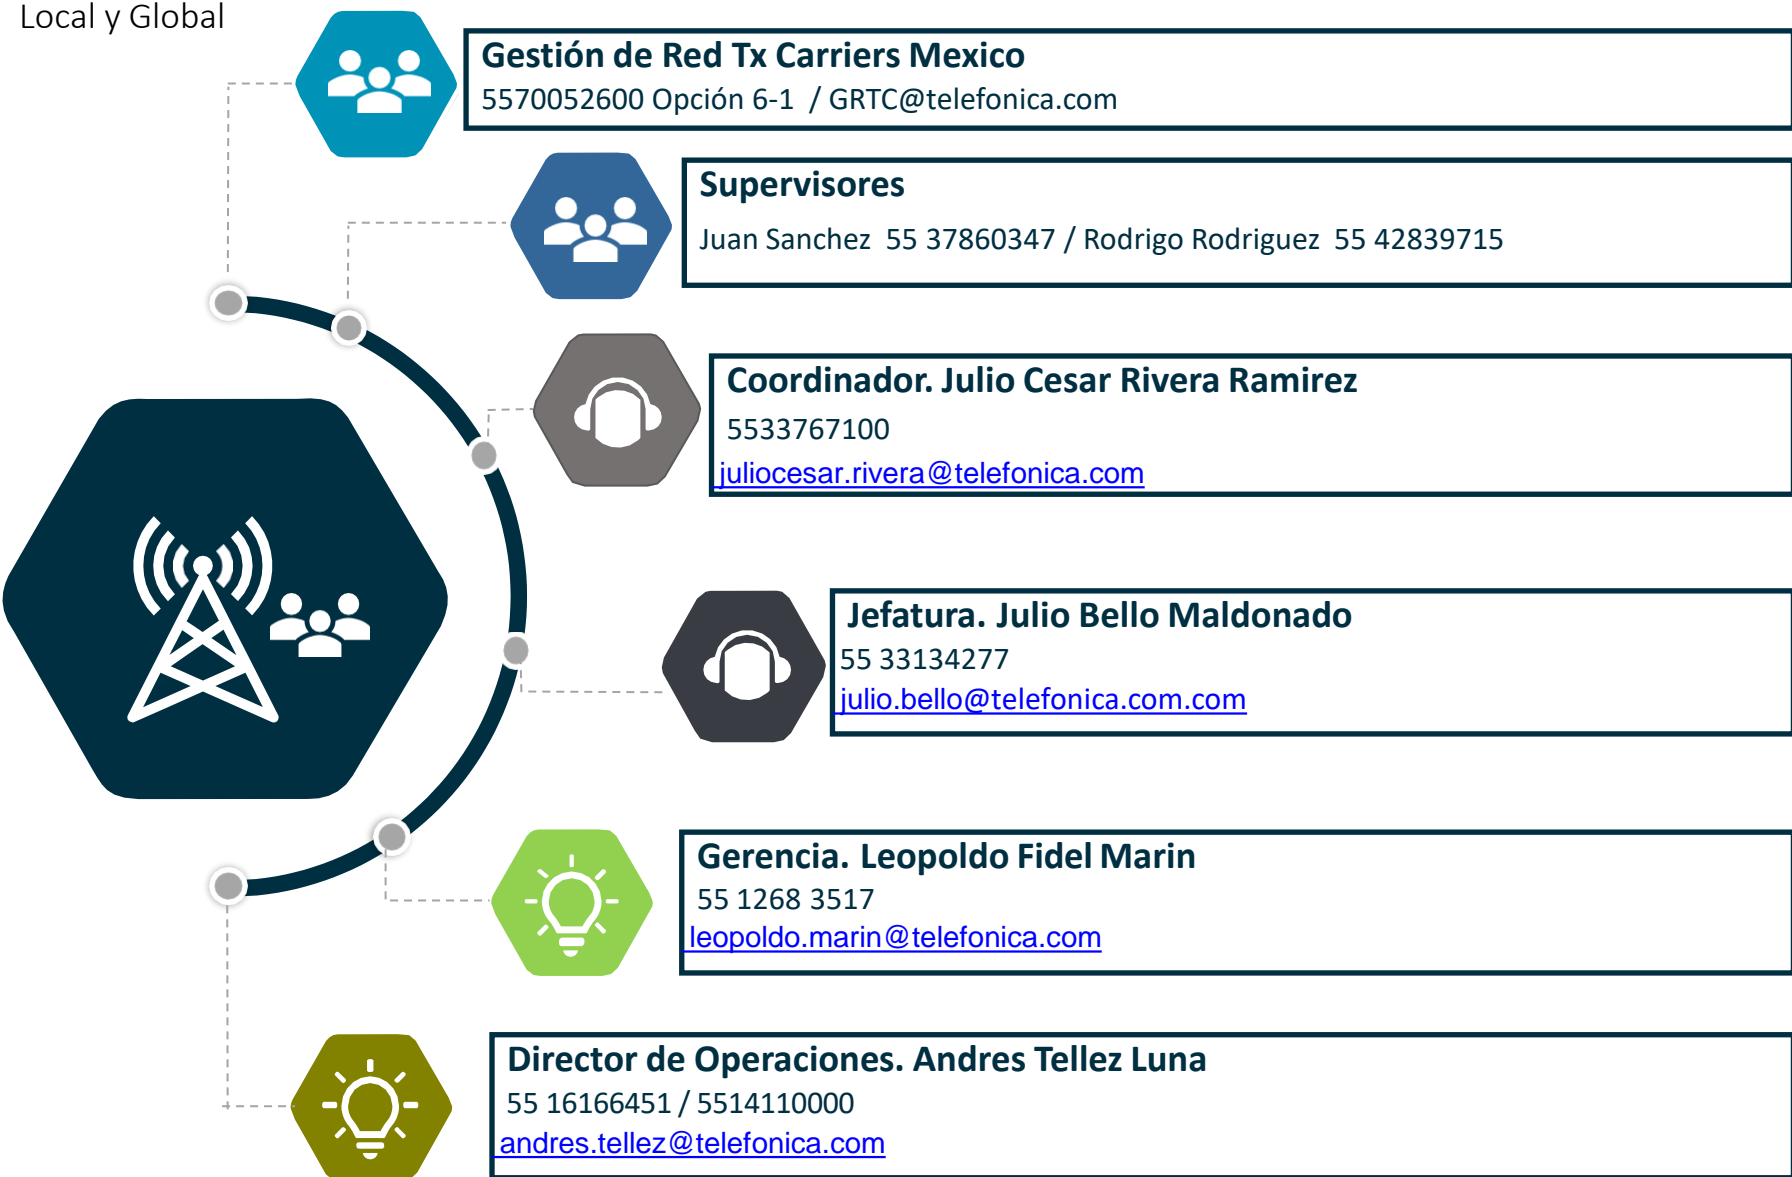 Local y Global
Gestión de Red Tx Carriers Mexico
5570052600 Opción 6-1 / GRTC@telefonica.com
Supervisores
Juan Sanchez 55 37860347 / Rodrigo Rodriguez 55 42839715
Coordinador. Julio Cesar Rivera Ramirez
5533767100
juliocesar.rivera@telefonica.com
Jefatura. Julio Bello Maldonado
55 33134277
julio.bello@telefonica.com.com
Gerencia. Leopoldo Fidel Marin
55 1268 3517
leopoldo.marin@telefonica.com
Director de Operaciones. Andres Tellez Luna
55 16166451 / 5514110000
andres.tellez@telefonica.com